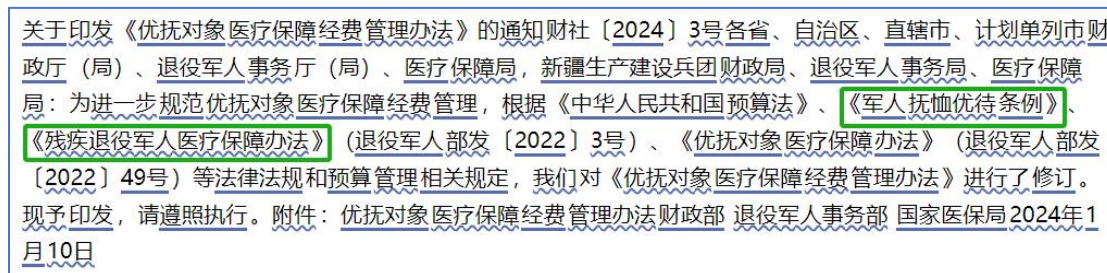 关于印发《优抚对象医疗保障经费管理办法》的通知财社〔2024〕3号各省、自治区、直辖市、计划单列市财
政厅（局）、退役军人事务厅（局）、医疗保障局，新疆生产建设兵团财政局、退役军人事务局、医疗保障
局：为进一步规范优抚对象医疗保障经费管理，根据《中华人民共和国预算法》、《军人抚恤优待条例》、
《残疾退役军人医疗保障办法》（退役军人部发〔2022〕3号）、《优抚对象医疗保障办法》（退役军人部发
〔2022〕49号）等法律法规和预算管理相关规定，我们对《优抚对象医疗保障经费管理办法》进行了修订。
现予印发，请遵照执行。附件：优抚对象医疗保障经费管理办法财政部 退役军人事务部 国家医保局2024年1
月10日